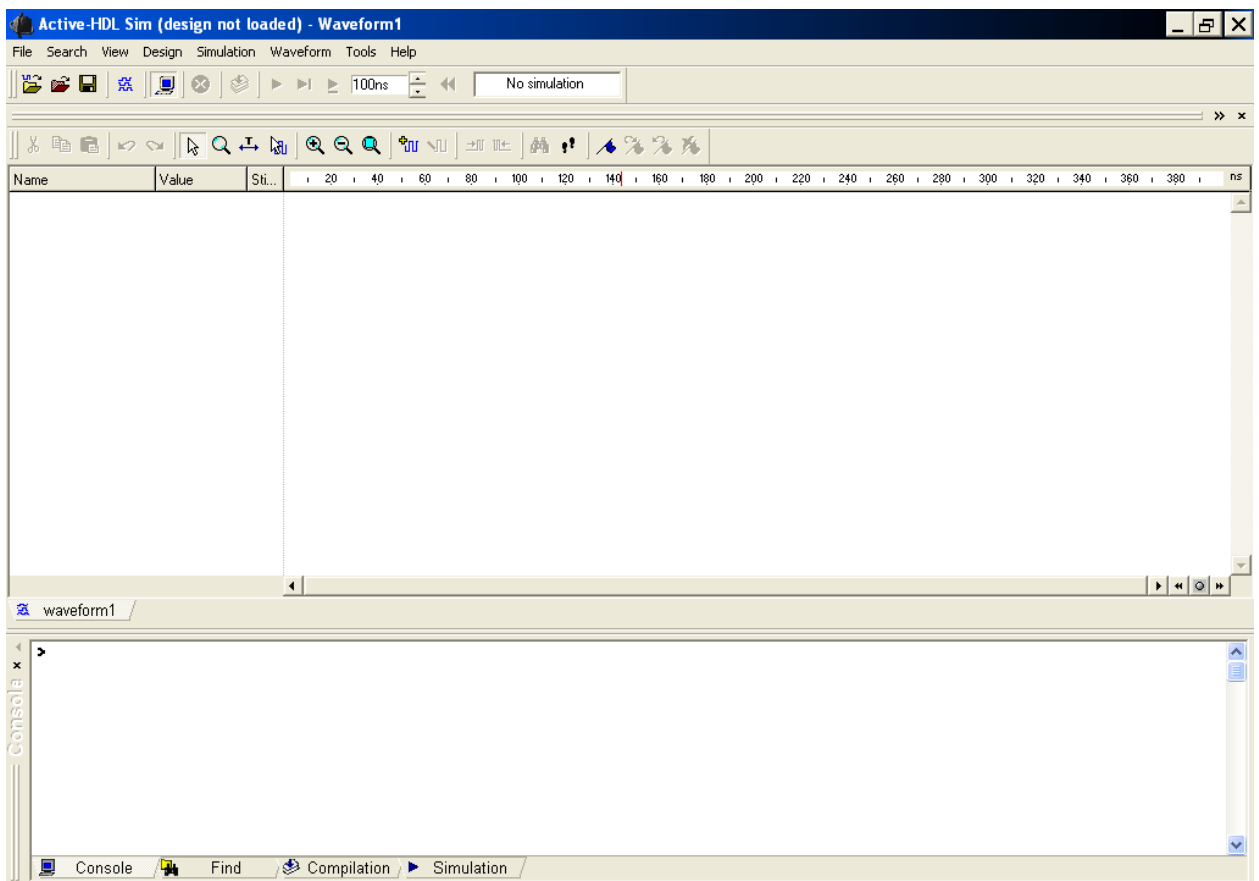 Active-HDL Sim (design not loaded) - Waveform1
File Search View Design Simulation Waveform Tools Help
100ns No simulation
Name Value Sti... 20 40 60 80 100 120 140 160 180 200 220 240 260 280 300 320 340 360 380 ns
waveform1
>
Console
Console Find Compilation Simulation